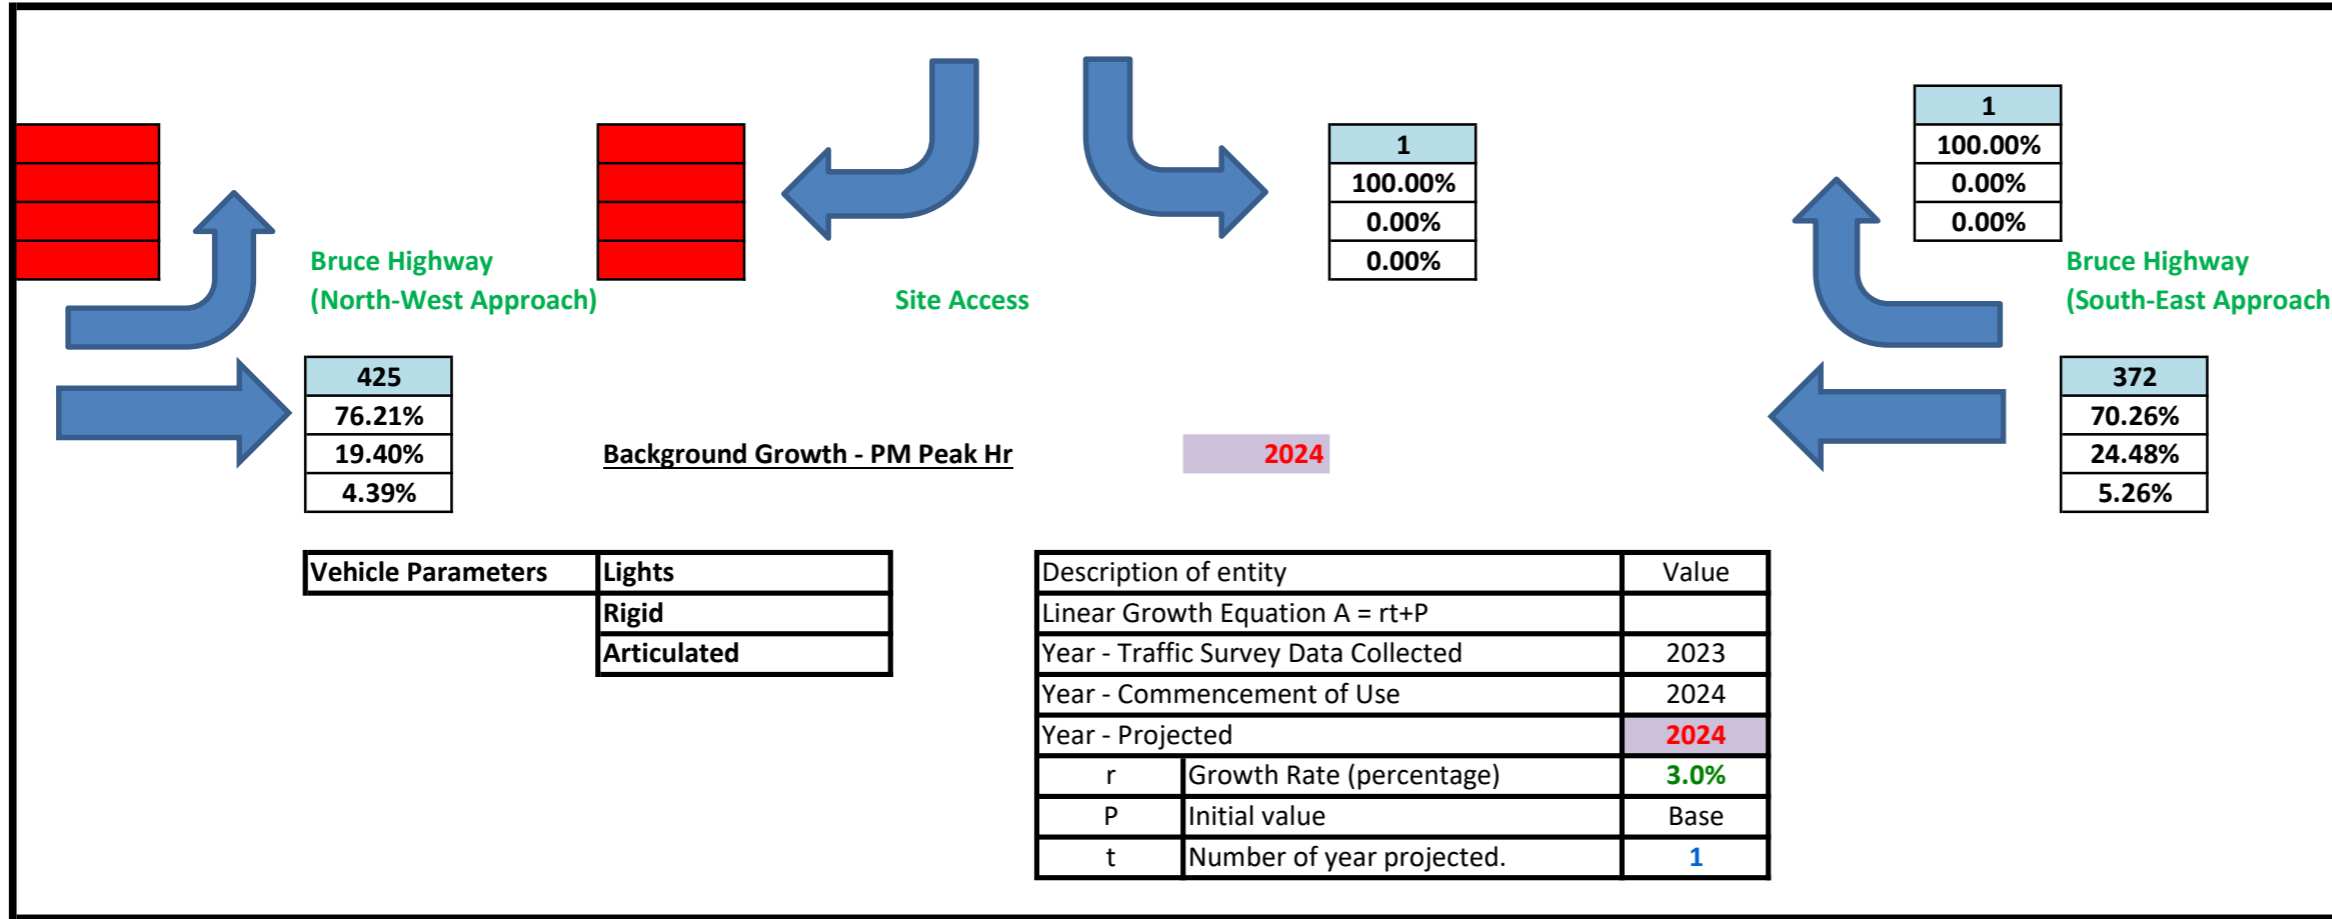 1
100.00%
0.00%
0.00%
1
100.00%
0.00%
0.00%
Bruce Highway
(North-West Approach)
Site Access
Bruce Highway
(South-East Approach
425
76.21%
19.40%
4.39%
372
70.26%
24.48%
5.26%
Background Growth - PM Peak Hr 2024
Vehicle Parameters Lights
Rigid
Articulated
Description of entity Value
Linear Growth Equation A = rt+P
Year - Traffic Survey Data Collected 2023
Year - Commencement of Use 2024
Year - Projected 2024
r Growth Rate (percentage) 3.0%
P Initial value Base
t Number of year projected. 1